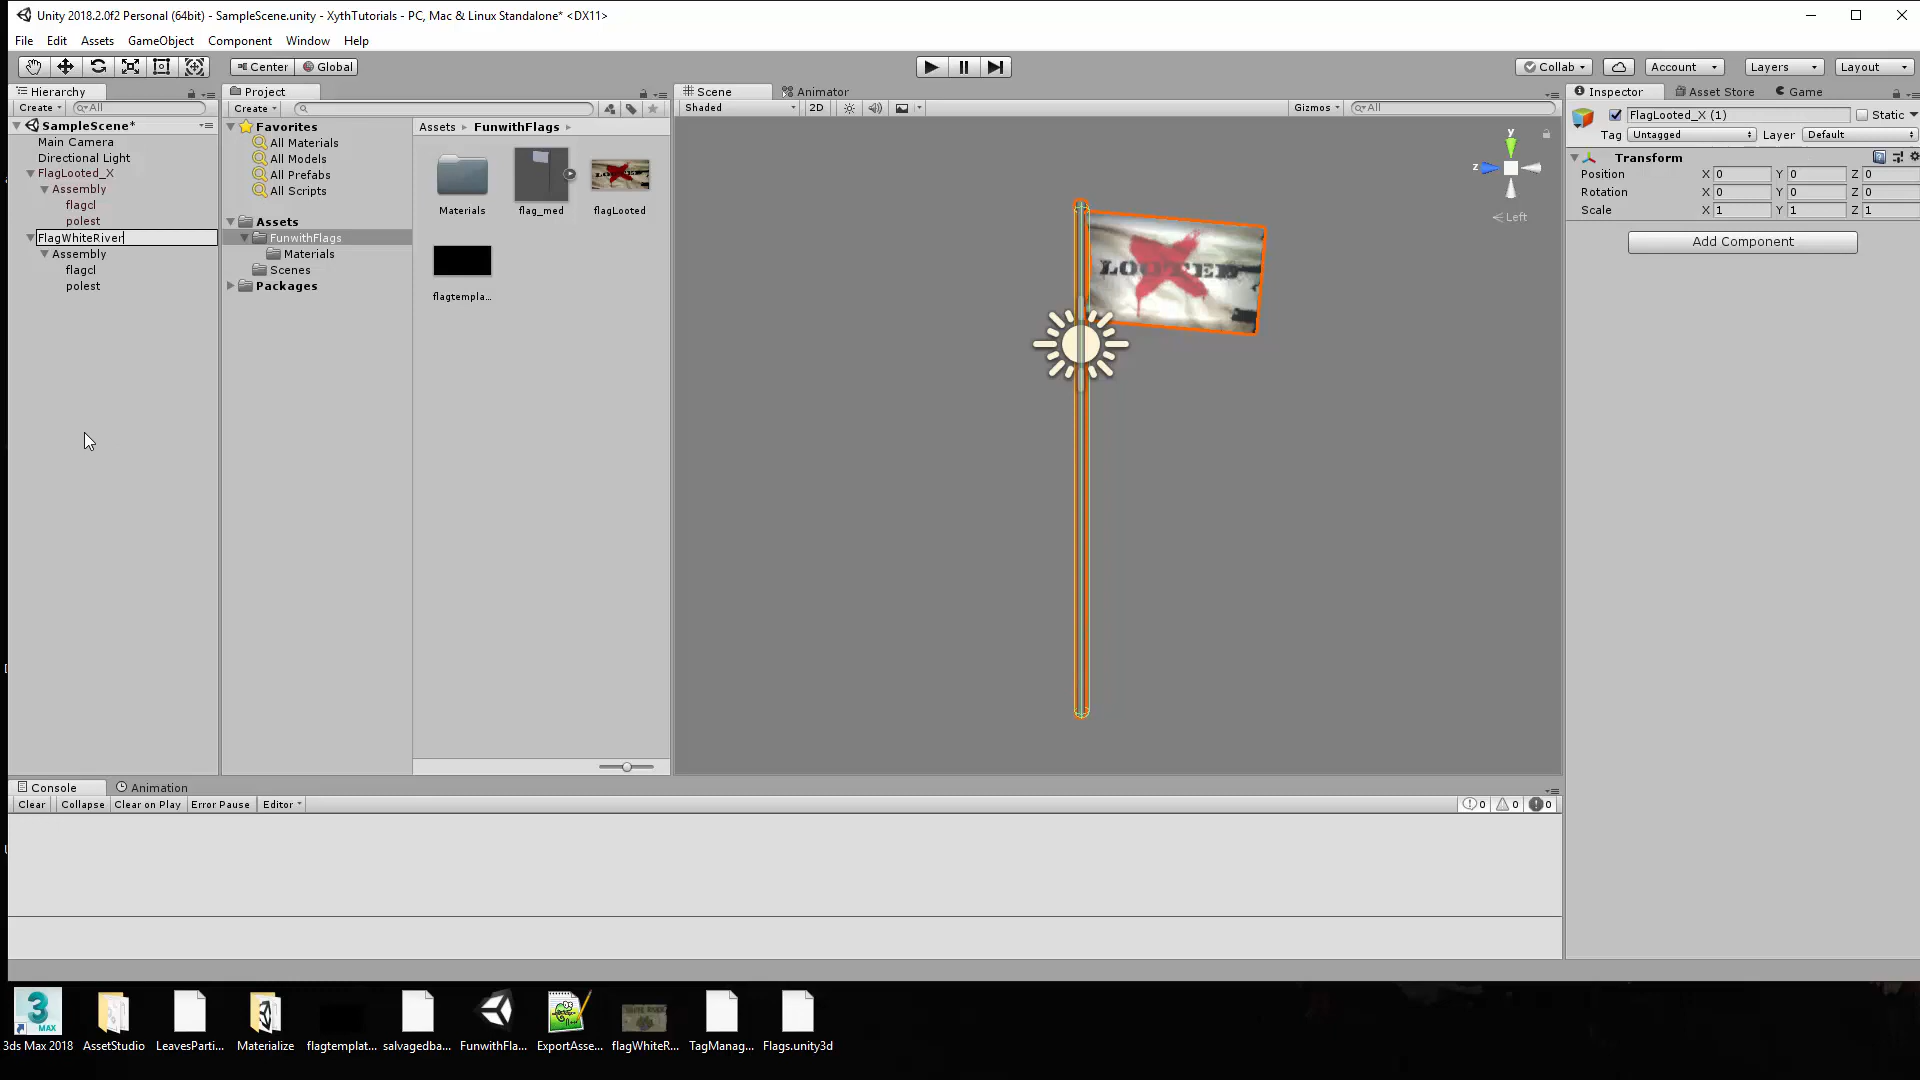 Unity 2018.2.0f2 Personal (64bit) - SampleScene.unity - XythTutorials - PC, Mac & Linux Standalone* <DX11>
File Edit Assets GameObject Component Window Help
Center Global Collab Account Layers Layout
Hierarchy Project Scene Animator Inspector Asset Store Game
Create All Create Shaded 2D Gizmos All FlagLooted_X (1) Static
SampleScene* Favorites Assets FunwithFlags
Tag Untagged Layer Default
Main Camera All Materials
Directional Light All Models Transform
FlagLooted_X All Prefabs Position X 0 Y 0 Z 0
Assembly All Scripts Rotation X 0 Y 0 Z 0
flagcl Materials flag_med flagLooted Scale X 1 Y 1 Z 1
polest Assets
FlagWhiteRiver FunwithFlags Add Component
Assembly Materials
flagcl Scenes
polest Packages
flagtempla...
y
z
Left
LOOTED
Console Animation
Clear Collapse Clear on Play Error Pause Editor 0 0 0
3
MAX
WHITE RIVER
3ds Max 2018 AssetStudio LeavesParti... Materialize flagtemplat... salvagedba... FunwithFla... ExportAsse... flagWhiteR... TagManag... Flags.unity3d